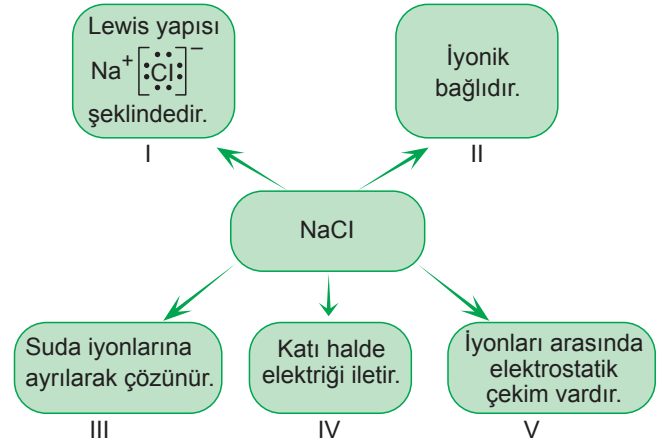 Lewis yapısı
Na⁺ [:Cl:]⁻
şeklindedir.
I
İyonik
bağlıdır.
II
NaCl
Suda iyonlarına
ayrılarak çözünür.
III
Katı halde
elektriği iletir.
IV
İyonları arasında
elektrostatik
çekim vardır.
V